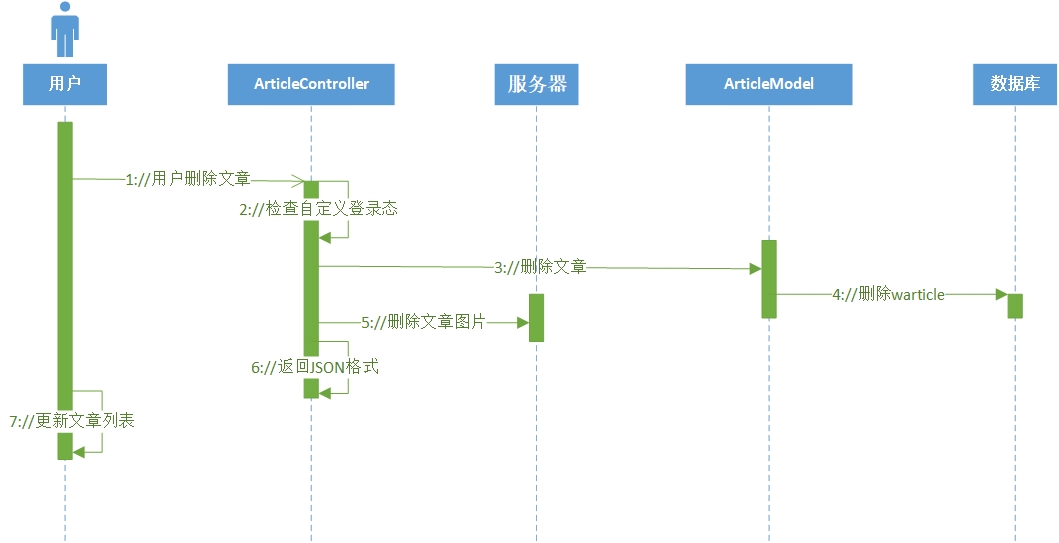 用户
ArticleController
服务器
ArticleModel
数据库
1://用户删除文章
2://检查自定义登录态
3://删除文章
4://删除warticle
5://删除文章图片
6://返回JSON格式
7://更新文章列表